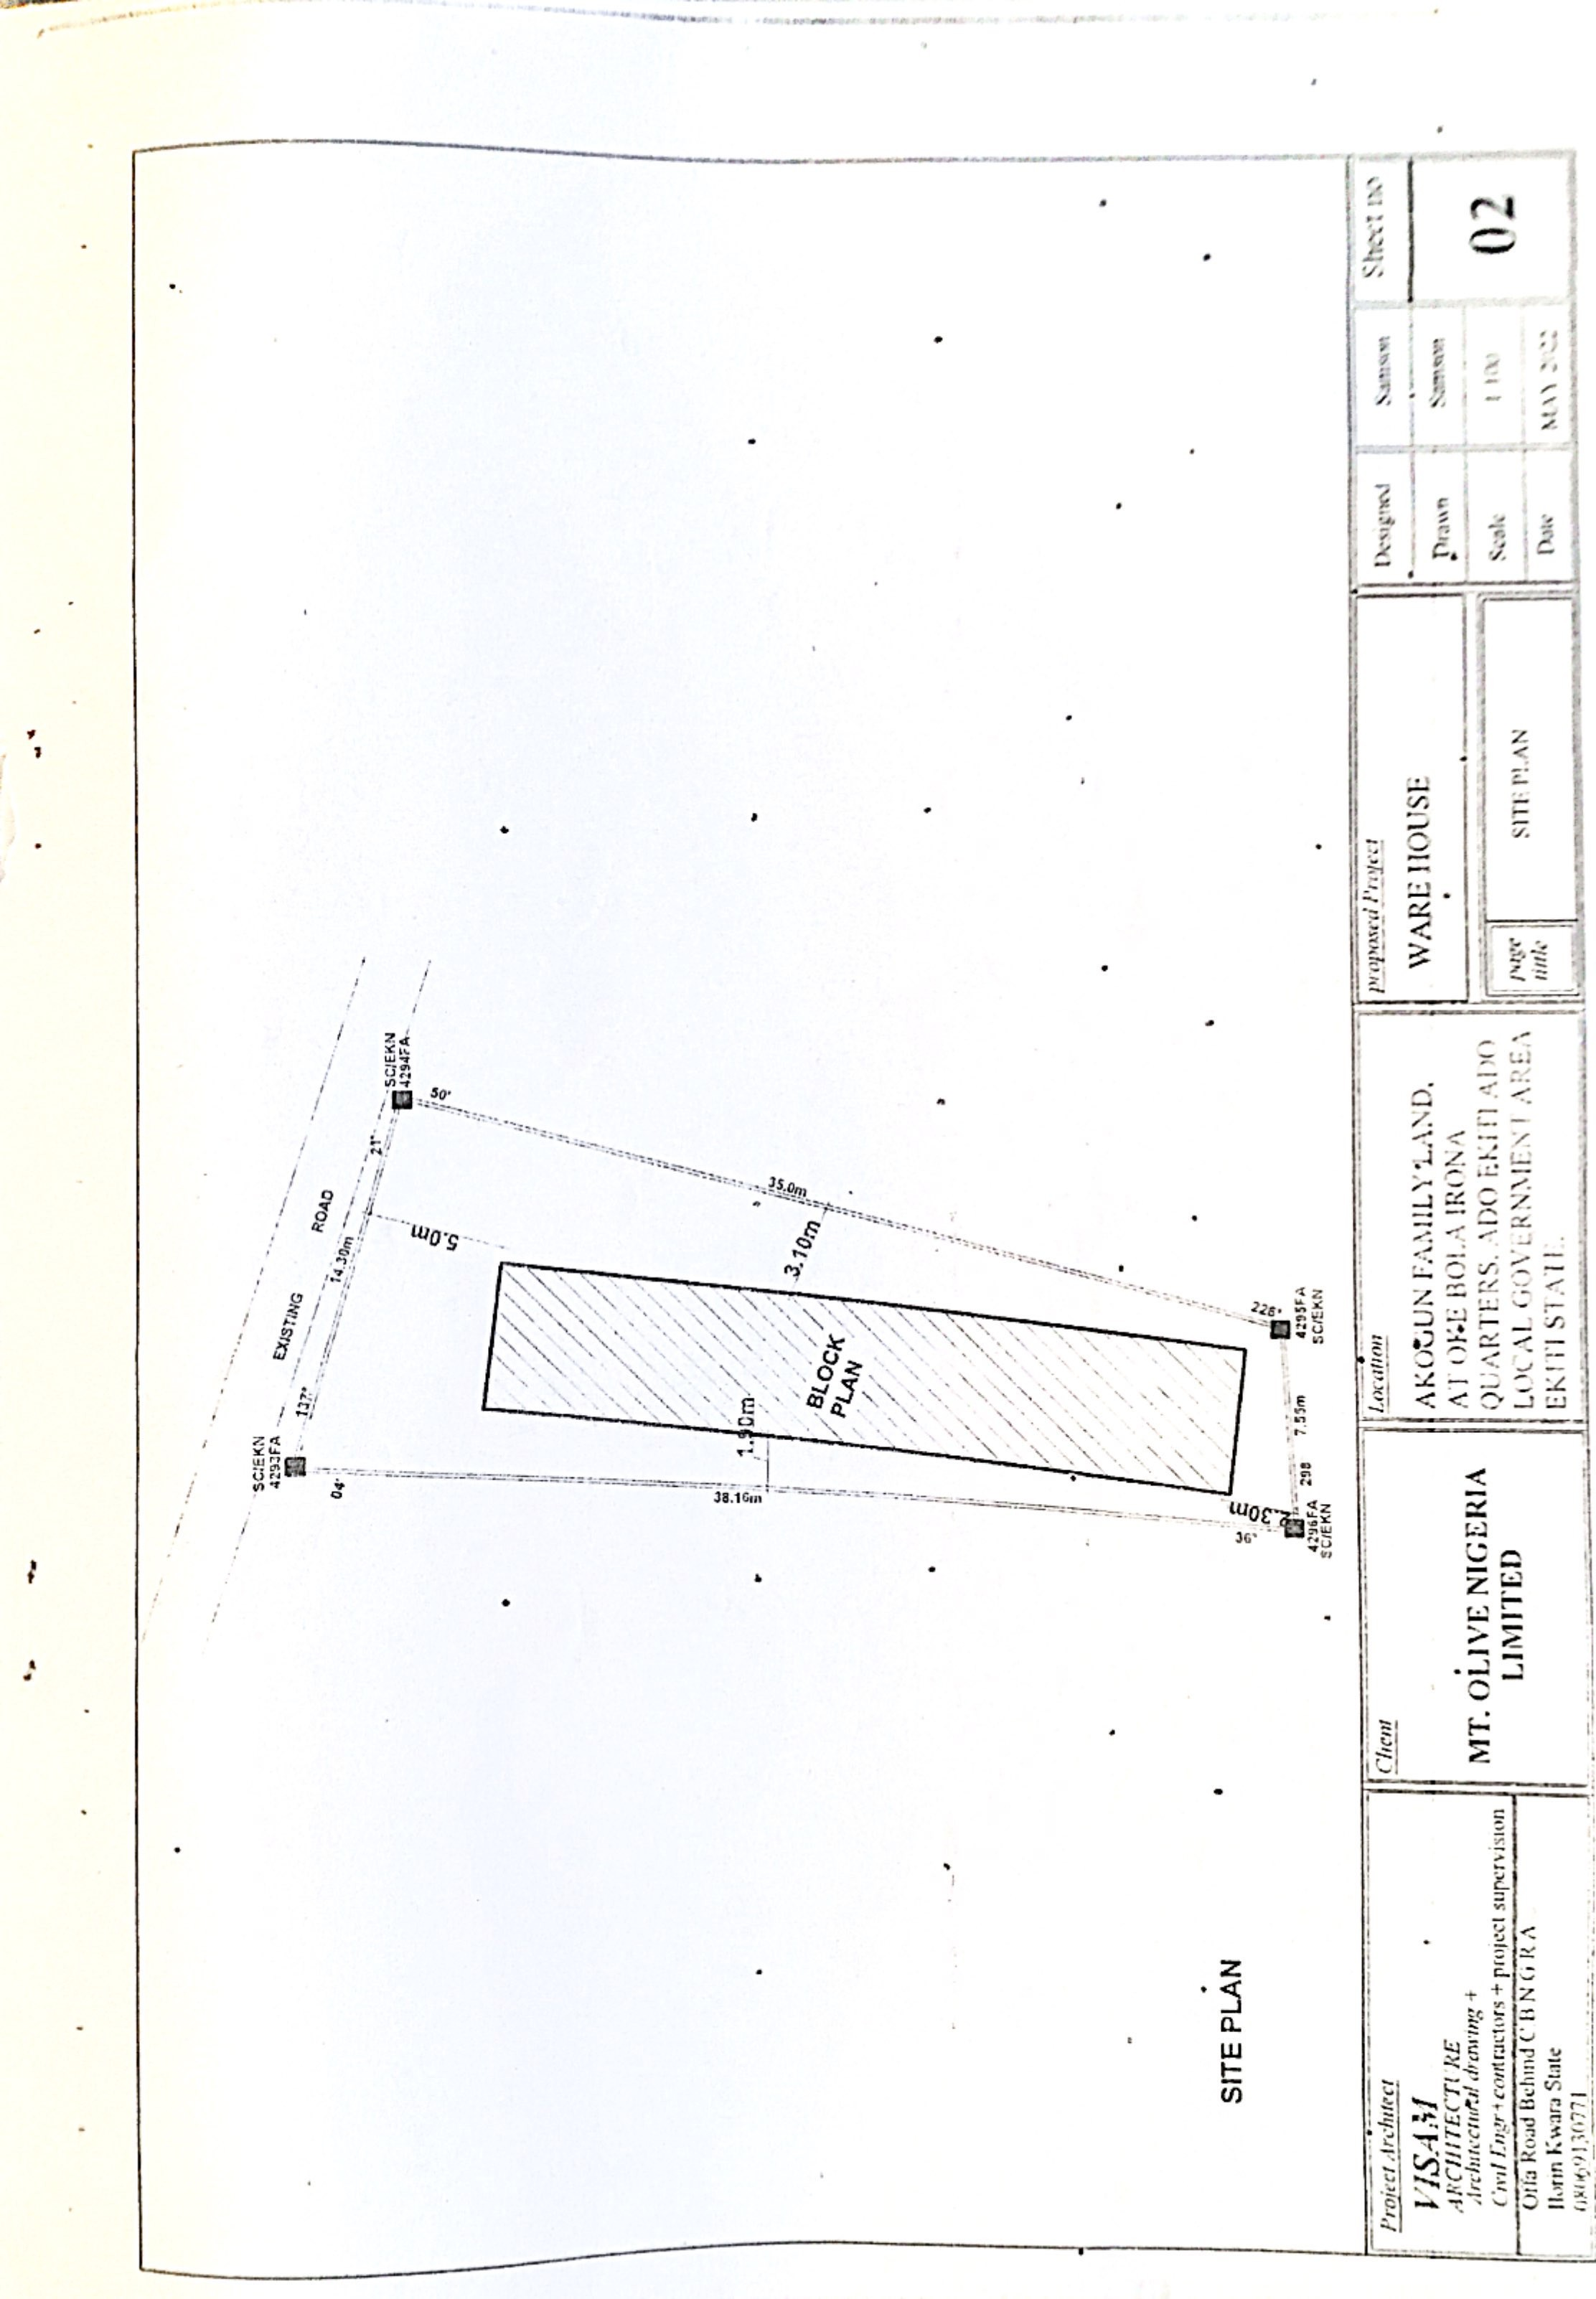 EXISTING ROAD
SC/EKN
4293FA
SC/EKN
4294FA
137°
14.30m
21'
04'
50'
5.0m
38.16m
1.90m
BLOCK
PLAN
3.10m
35.0m
36°
298
7.55m
228°
4296FA
SC/EKN
4295FA
SC/EKN
SITE PLAN
Project Architect
VISAM
ARCHITECTURE
Architectural drawing +
Civil Engr+contractors + project supervision
Offa Road Behind C B N G R A
Ilorin Kwara State
Client
MT. OLIVE NIGERIA
LIMITED
Location
AKOGUN FAMILY LAND,
AT OKE BOLA IRONA
QUARTERS, ADO EKITI ADO
LOCAL GOVERNMENT AREA
EKITI STATE.
proposed Project
WARE HOUSE
page
tittle
SITE PLAN
Designed Samson
Drawn Samson
Scale 1 100
Date MAY 2022
Sheet no
02